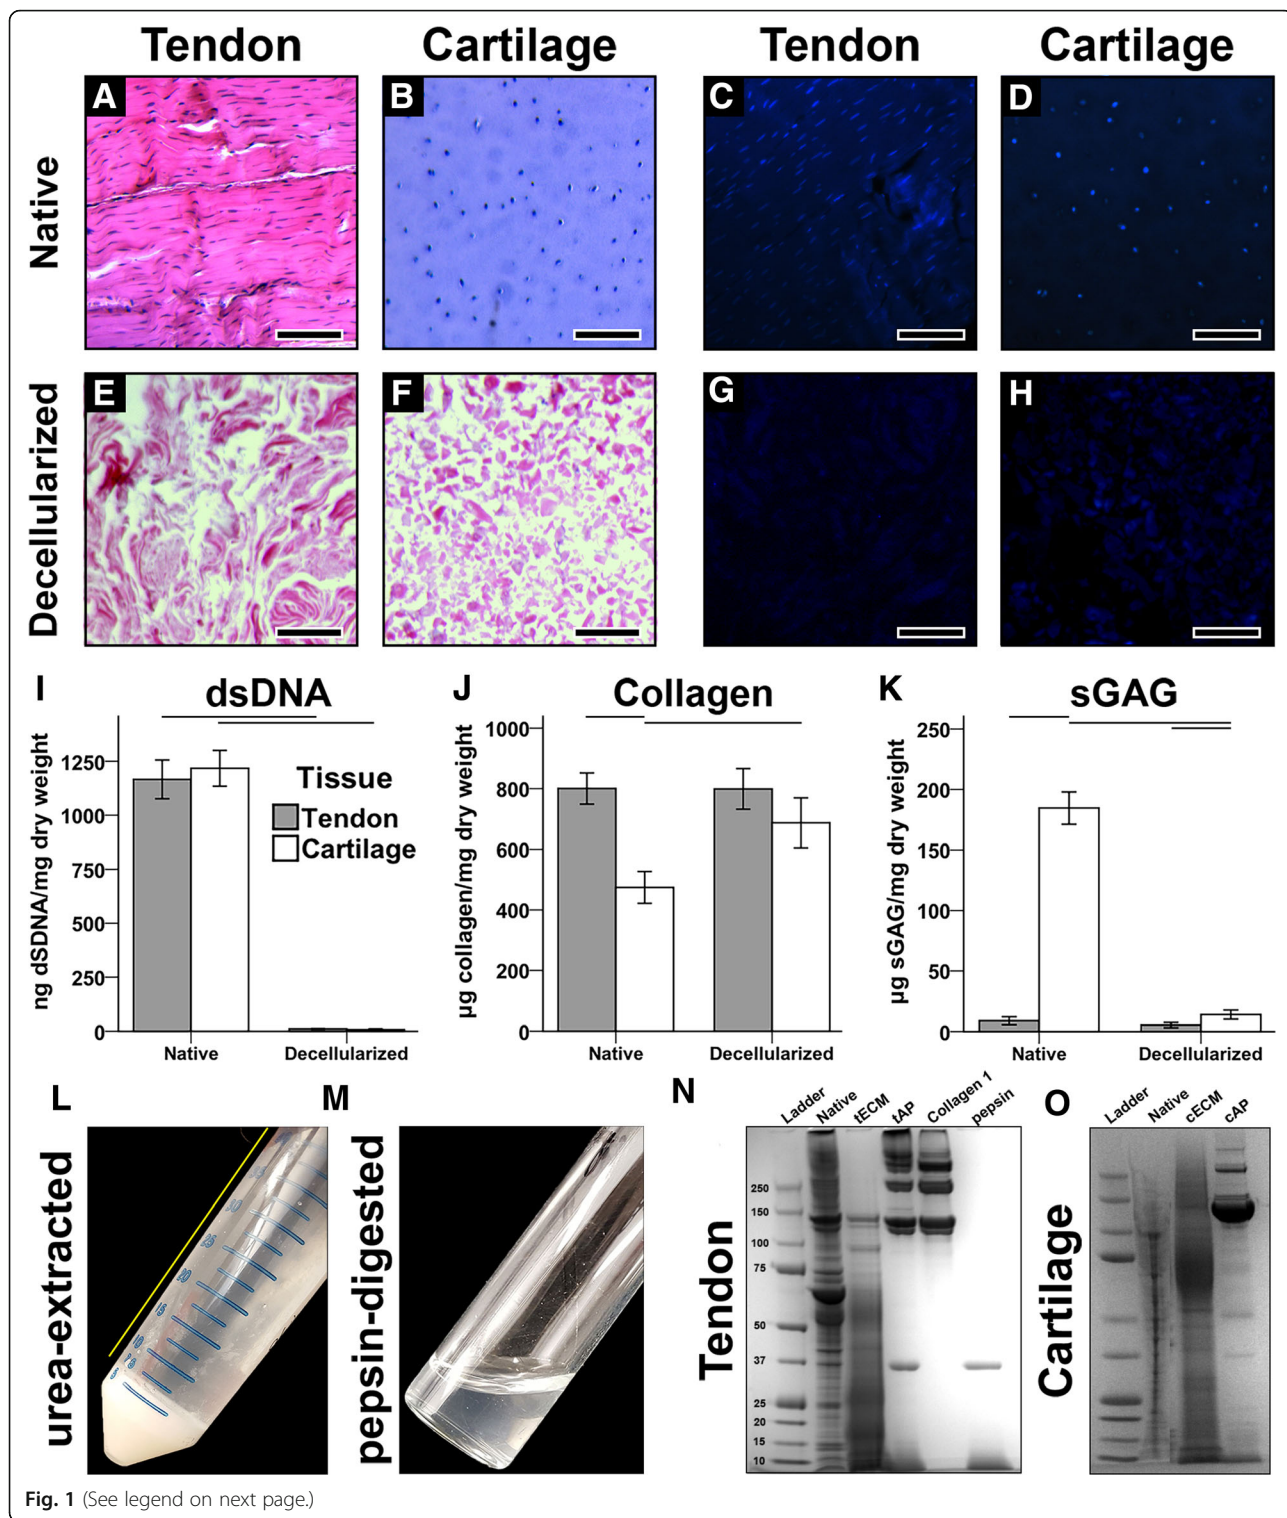 Tendon Cartilage Tendon Cartilage
Native
A B C D
Decellularized
E F G H
I dsDNA
ng dSDNA/mg dry weight
1250
1000
750
500
250
0
Tissue
Tendon
Cartilage
Native Decellularized
J Collagen
µg collagen/mg dry weight
1000
800
600
400
200
0
Native Decellularized
K sGAG
µg sGAG/mg dry weight
250
200
150
100
50
0
Native Decellularized
L
urea-extracted
M
pepsin-digested
N
Tendon
Ladder Native tECM tAP Collagen 1 pepsin
250
150
100
75
50
37
25
20
15
10
O
Cartilage
Ladder Native cECM cAP
Fig. 1 (See legend on next page.)